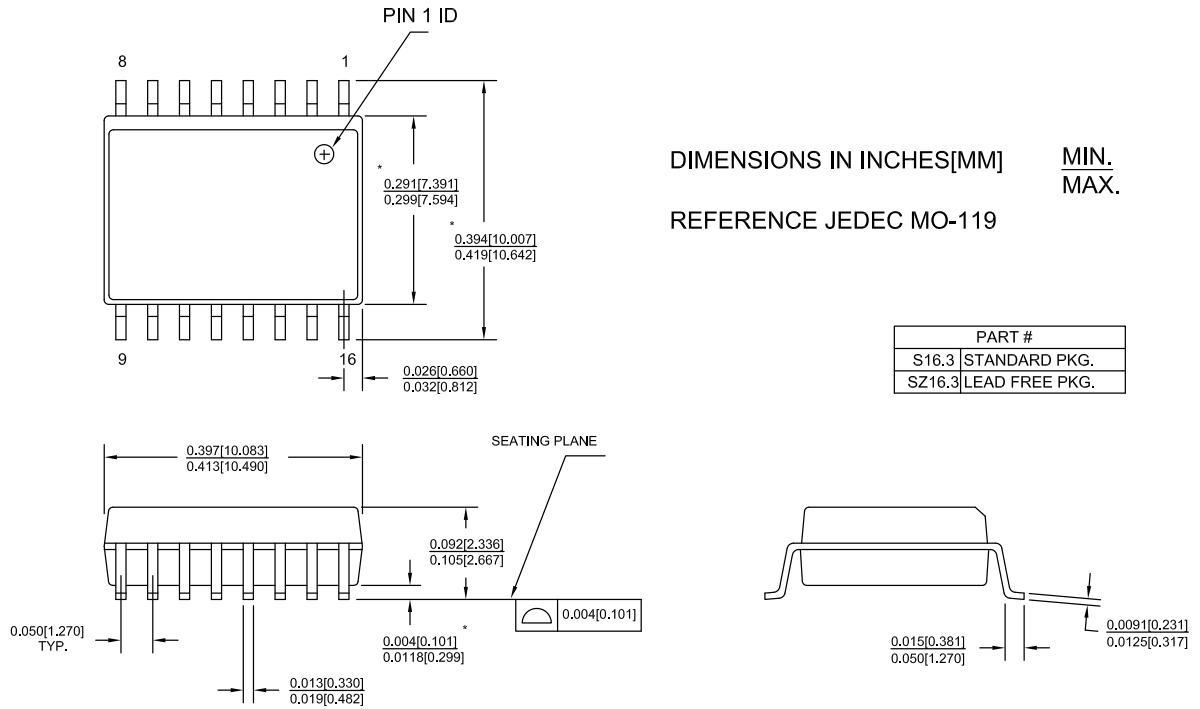 PIN 1 ID
8
1
*
0.291[7.391]
0.299[7.594]
*
0.394[10.007]
0.419[10.642]
9
16
0.026[0.660]
0.032[0.812]
DIMENSIONS IN INCHES[MM]
MIN.
MAX.
REFERENCE JEDEC MO-119
PART #
S16.3 STANDARD PKG.
SZ16.3 LEAD FREE PKG.
0.397[10.083]
0.413[10.490]
SEATING PLANE
0.092[2.336]
0.105[2.667]
0.004[0.101]
0.050[1.270]
TYP.
*
0.004[0.101]
0.0118[0.299]
0.013[0.330]
0.019[0.482]
0.015[0.381]
0.050[1.270]
0.0091[0.231]
0.0125[0.317]